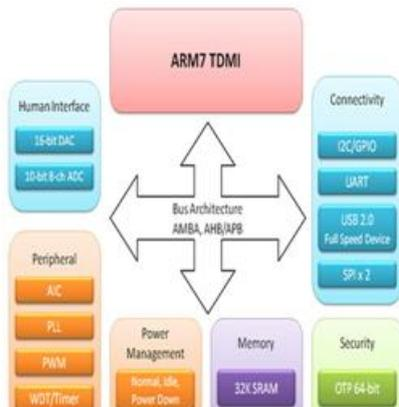 ARM7 TDMI
Human Interface
16-bit DAC
10-bit 8-ch ADC
Connectivity
I2C/GPIO
UART
USB 2.0
Full Speed Device
SPI x 2
Bus Architecture
AMBA, AHB/APB
Peripheral
AIC
PLL
PWM
WDT/Timer
Power
Management
Normal, Idle,
Power Down
Memory
32K SRAM
Security
OTP 64-bit